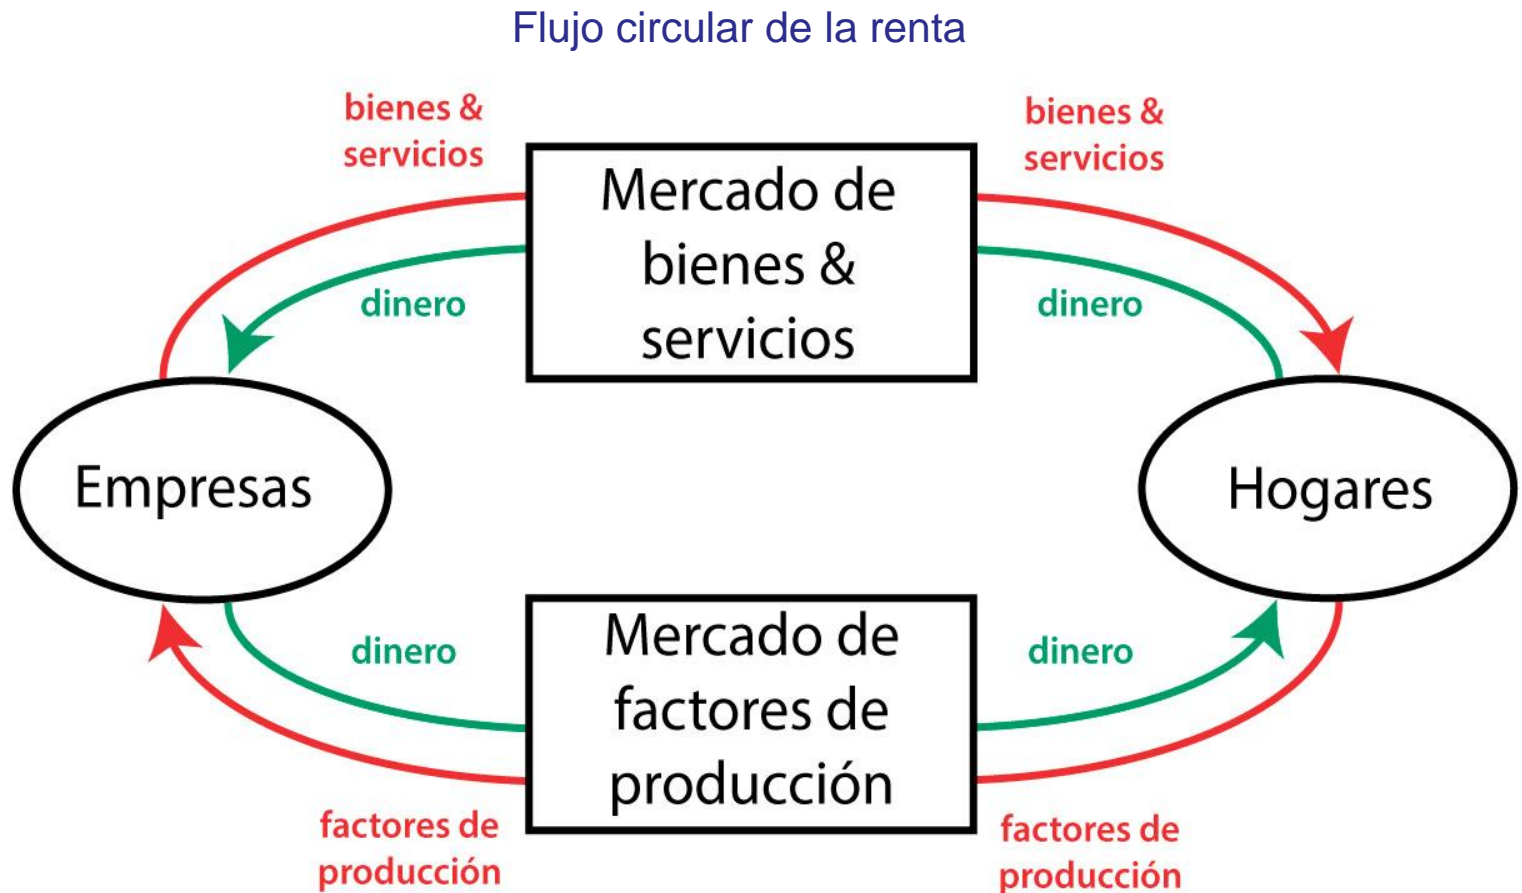 Flujo circular de la renta
bienes &
servicios
bienes &
servicios
Mercado de
bienes &
servicios
dinero
dinero
Empresas
Hogares
dinero
Mercado de
factores de
producción
dinero
factores de
producción
factores de
producción